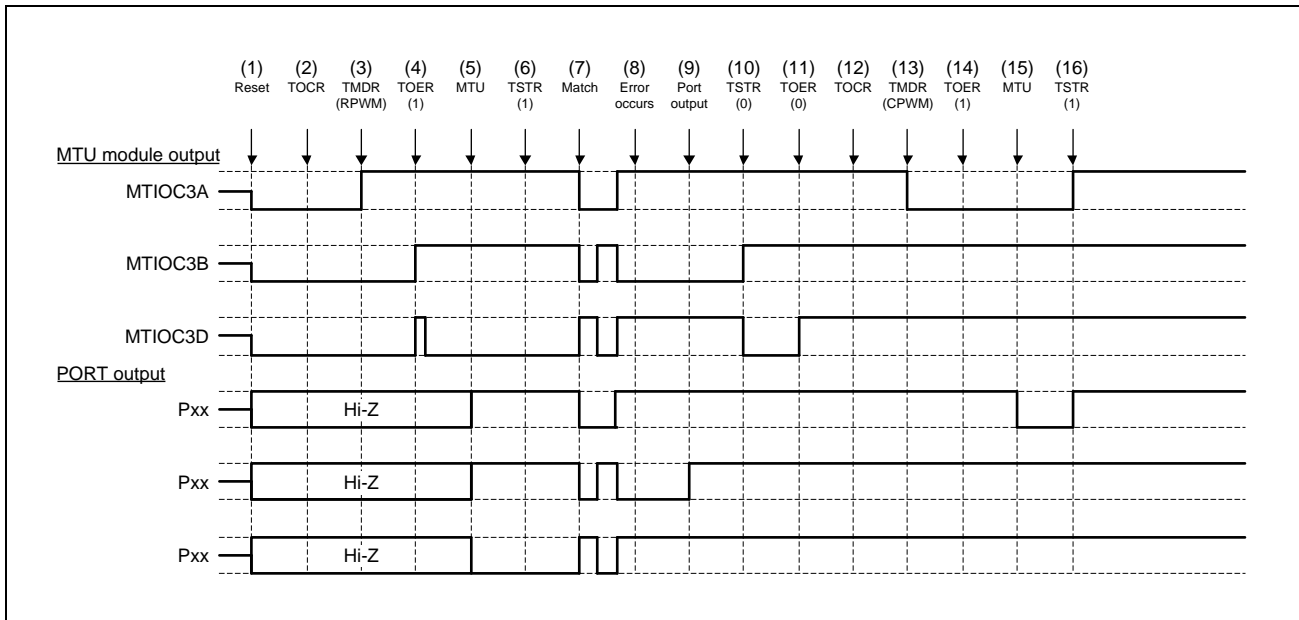 (1) (2) (3) (4) (5) (6) (7) (8) (9) (10) (11) (12) (13) (14) (15) (16)
Reset TOCR TMDR TOER MTU TSTR Match Error Port TSTR TOER TOCR TMDR TOER MTU TSTR
(RPWM) (1) (1) occurs output (0) (0) (CPWM) (1) (1)
MTU module output
MTIOC3A
MTIOC3B
MTIOC3D
PORT output
Pxx Hi-Z
Pxx Hi-Z
Pxx Hi-Z